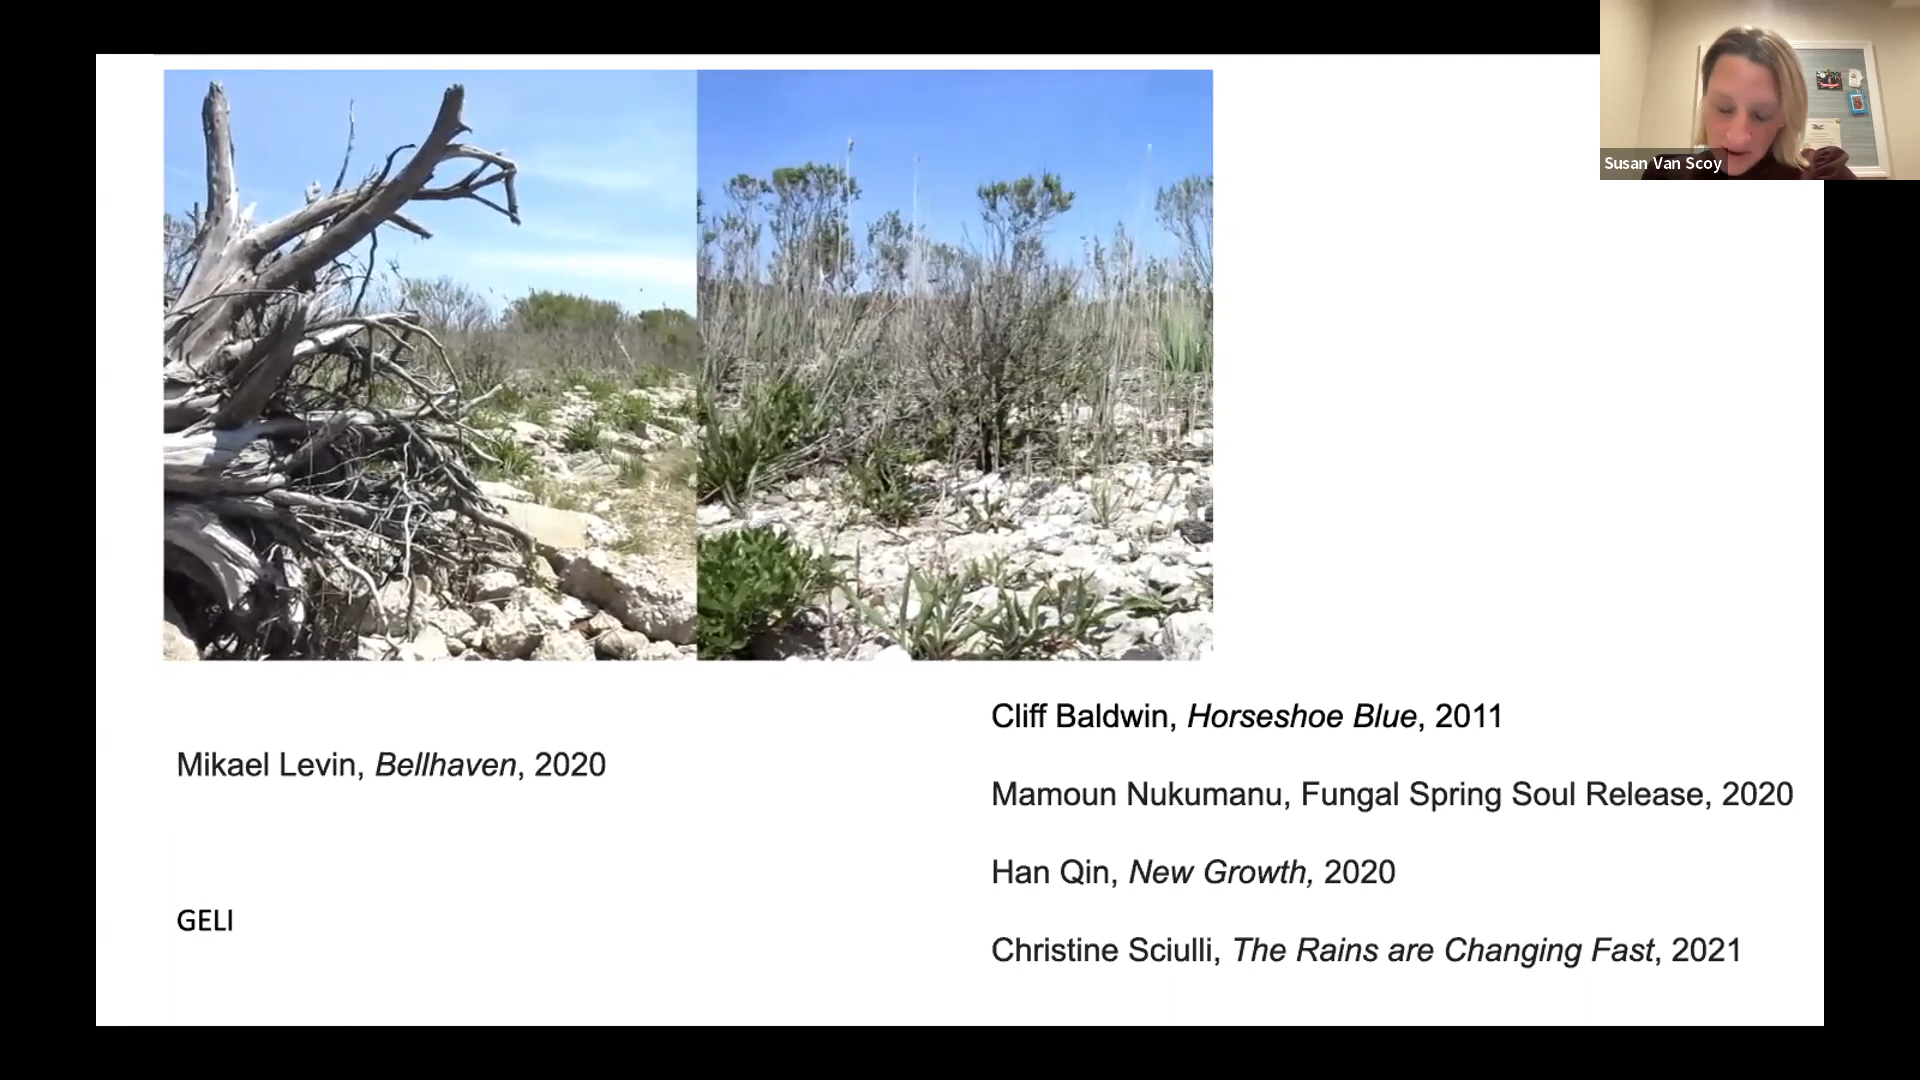 Susan Van Scoy
Mikael Levin, Bellhaven, 2020
GELI
Cliff Baldwin, Horseshoe Blue, 2011
Mamoun Nukumanu, Fungal Spring Soul Release, 2020
Han Qin, New Growth, 2020
Christine Sciulli, The Rains are Changing Fast, 2021